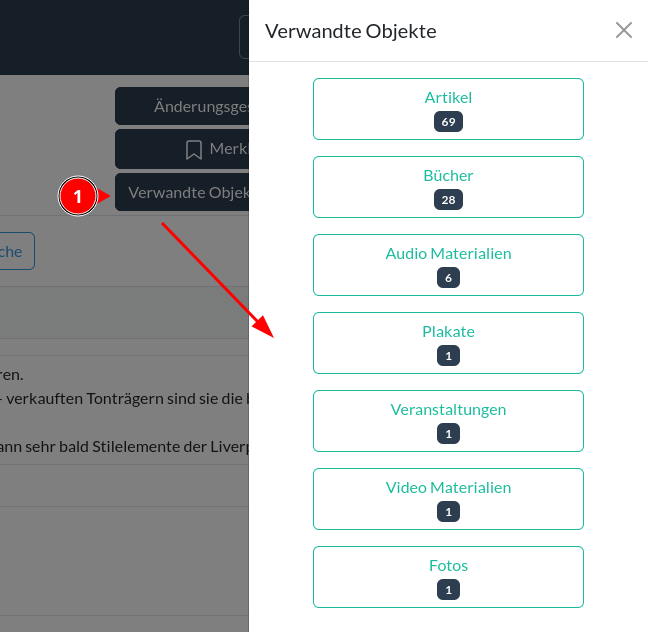 Verwandte Objekte
Änderungsges
Merk
1
Verwandte Objek
che
ren.
- verkauften Tonträgern sind sie die
ann sehr bald Stilelemente der Liverp
Artikel
69
Bücher
28
Audio Materialien
6
Plakate
1
Veranstaltungen
1
Video Materialien
1
Fotos
1